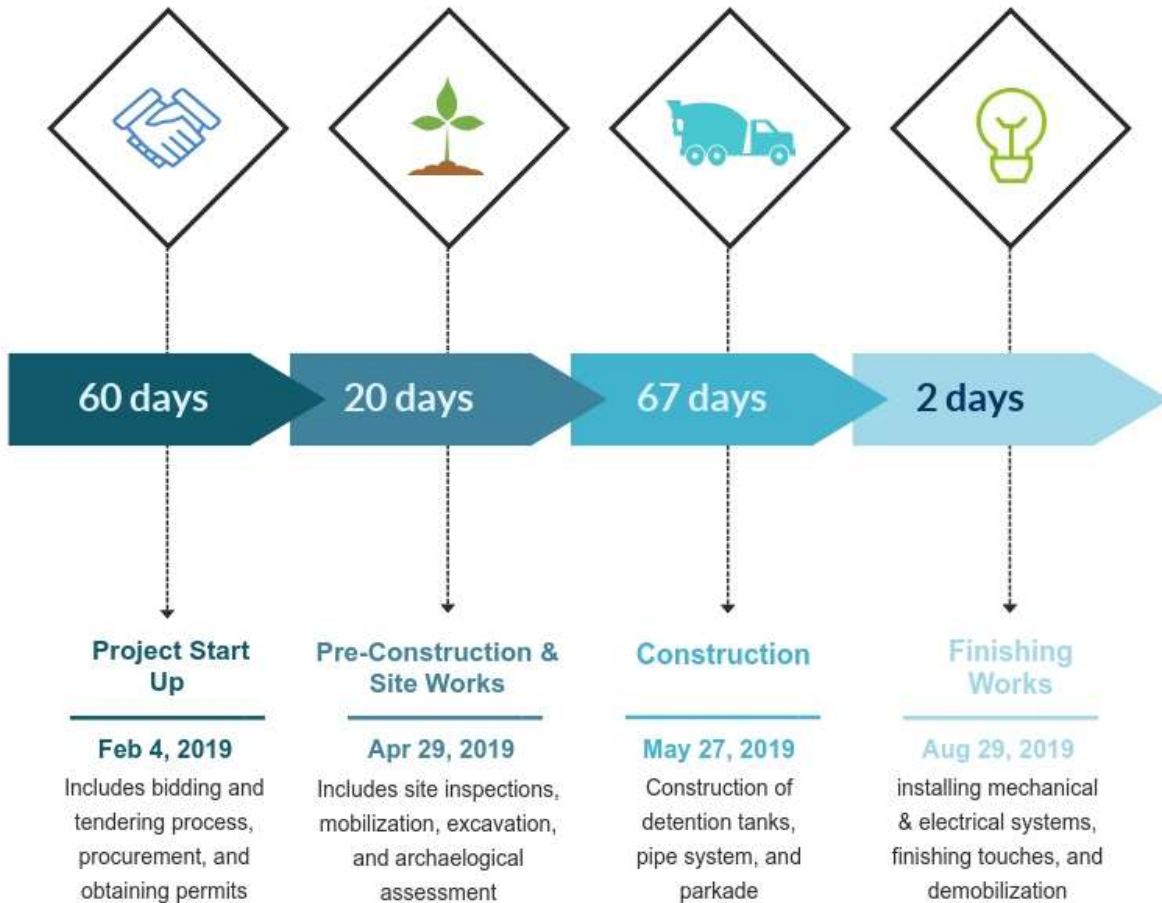 60 days
20 days
67 days
2 days
Project Start
Up
Feb 4, 2019
Includes bidding and
tendering process,
procurement, and
obtaining permits
Pre-Construction &
Site Works
Apr 29, 2019
Includes site inspections,
mobilization, excavation,
and archaelogical
assessment
Construction
May 27, 2019
Construction of
detention tanks,
pipe system, and
parkade
Finishing
Works
Aug 29, 2019
installing mechanical
& electrical systems,
finishing touches, and
demobilization